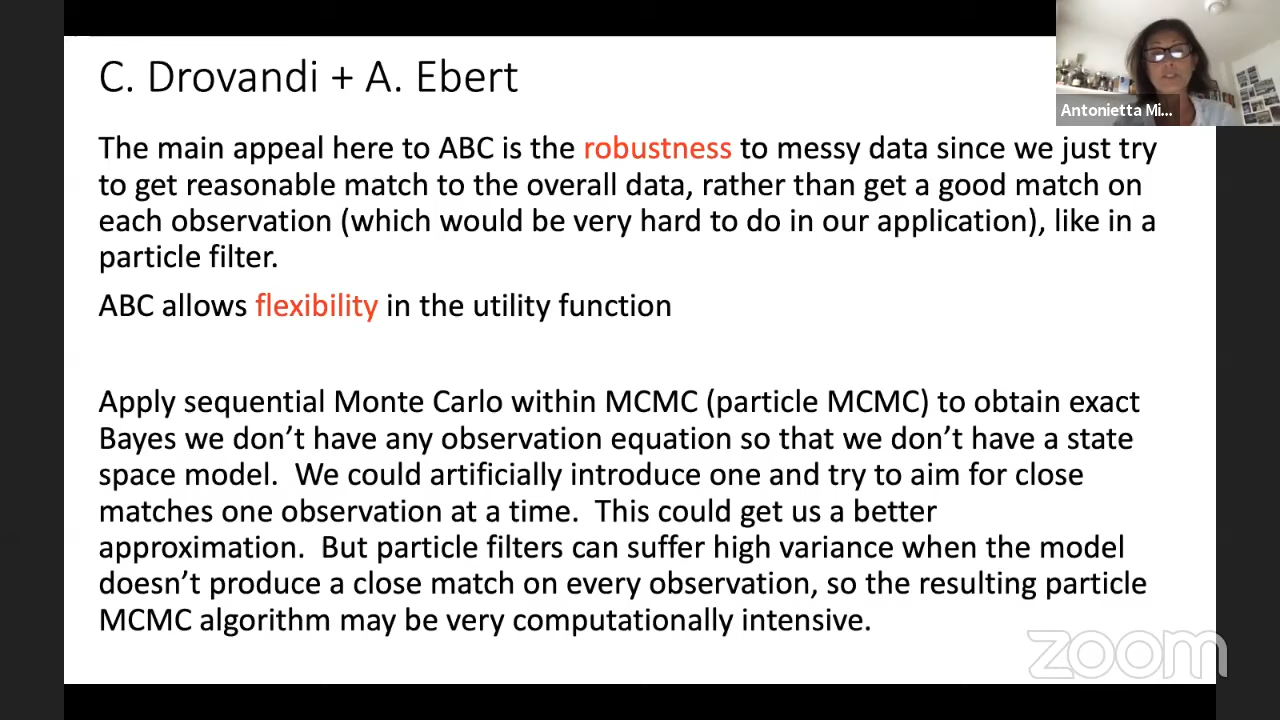 C. Drovandi + A. Ebert
The main appeal here to ABC is the robustness to messy data since we just try
to get reasonable match to the overall data, rather than get a good match on
each observation (which would be very hard to do in our application), like in a
particle filter.
ABC allows flexibility in the utility function
Apply sequential Monte Carlo within MCMC (particle MCMC) to obtain exact
Bayes we don’t have any observation equation so that we don’t have a state
space model.  We could artificially introduce one and try to aim for close
matches one observation at a time.  This could get us a better
approximation.  But particle filters can suffer high variance when the model
doesn’t produce a close match on every observation, so the resulting particle
MCMC algorithm may be very computationally intensive.
Antonietta Mi...
zoom